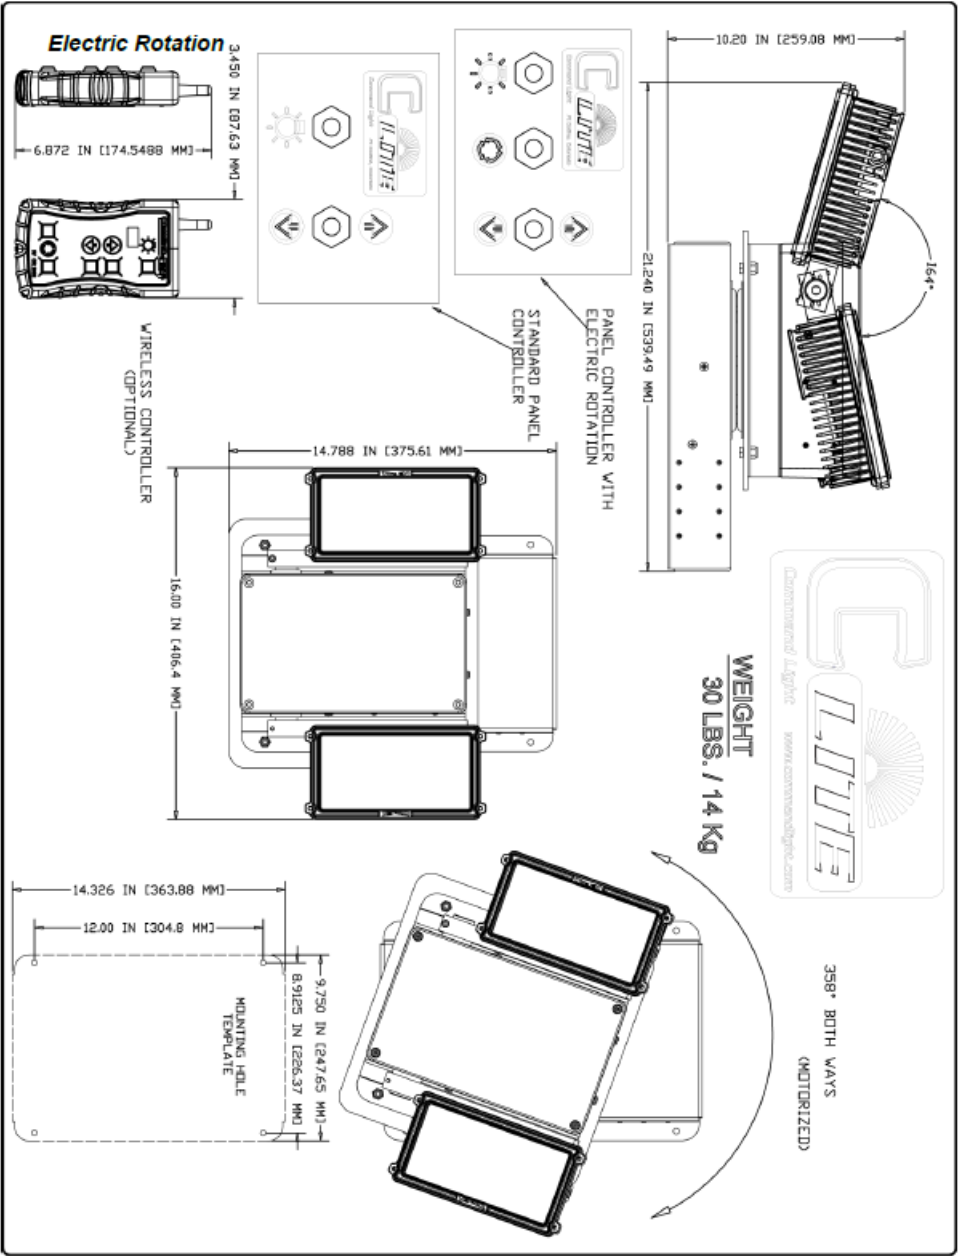 Electric Rotation
3.450 IN [87.63 MM]
6.872 IN [174.5488 MM]
WIRELESS CONTROLLER
(OPTIONAL)
STANDARD PANEL
CONTROLLER
PANEL CONTROLLER WITH
ELECTRIC ROTATION
10.20 IN [259.08 MM]
21.240 IN [539.49 MM]
164°
14.788 IN [375.61 MM]
16.00 IN [406.4 MM]
C
LITE
Command Light www.commandlight.com
WEIGHT
30 LBS. / 14 Kg
358° BOTH WAYS
(MOTORIZED)
14.326 IN [363.88 MM]
12.00 IN [304.8 MM]
9.750 IN [247.65 MM]
8.9125 IN [226.37 MM]
MOUNTING HOLE
TEMPLATE